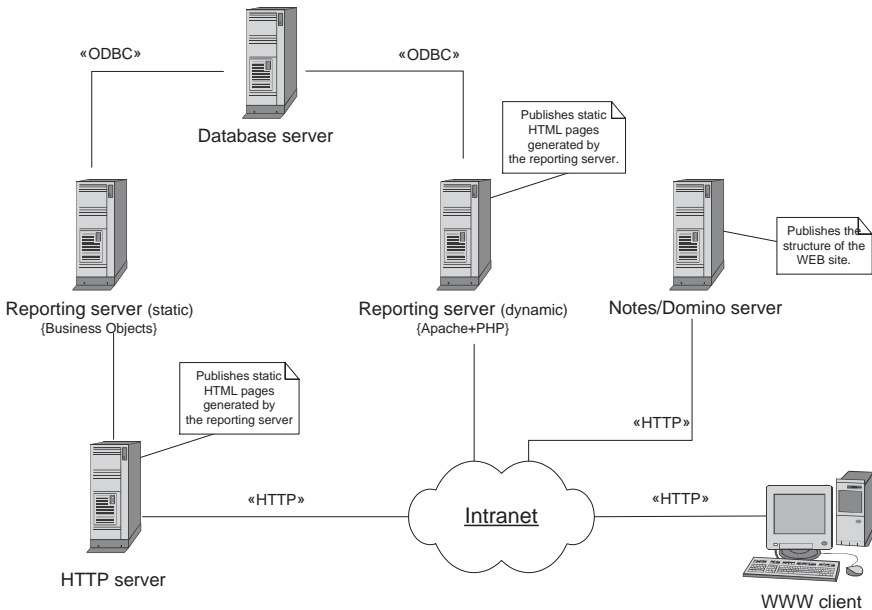 «ODBC»
«ODBC»
Database server
Publishes static
HTML pages
generated by
the reporting server.
Publishes the
structure of the
WEB site.
Reporting server (static)
{Business Objects}
Reporting server (dynamic)
{Apache+PHP}
Notes/Domino server
Publishes static
HTML pages
generated by
the reporting server
«HTTP»
«HTTP»
«HTTP»
Intranet
HTTP server
WWW client